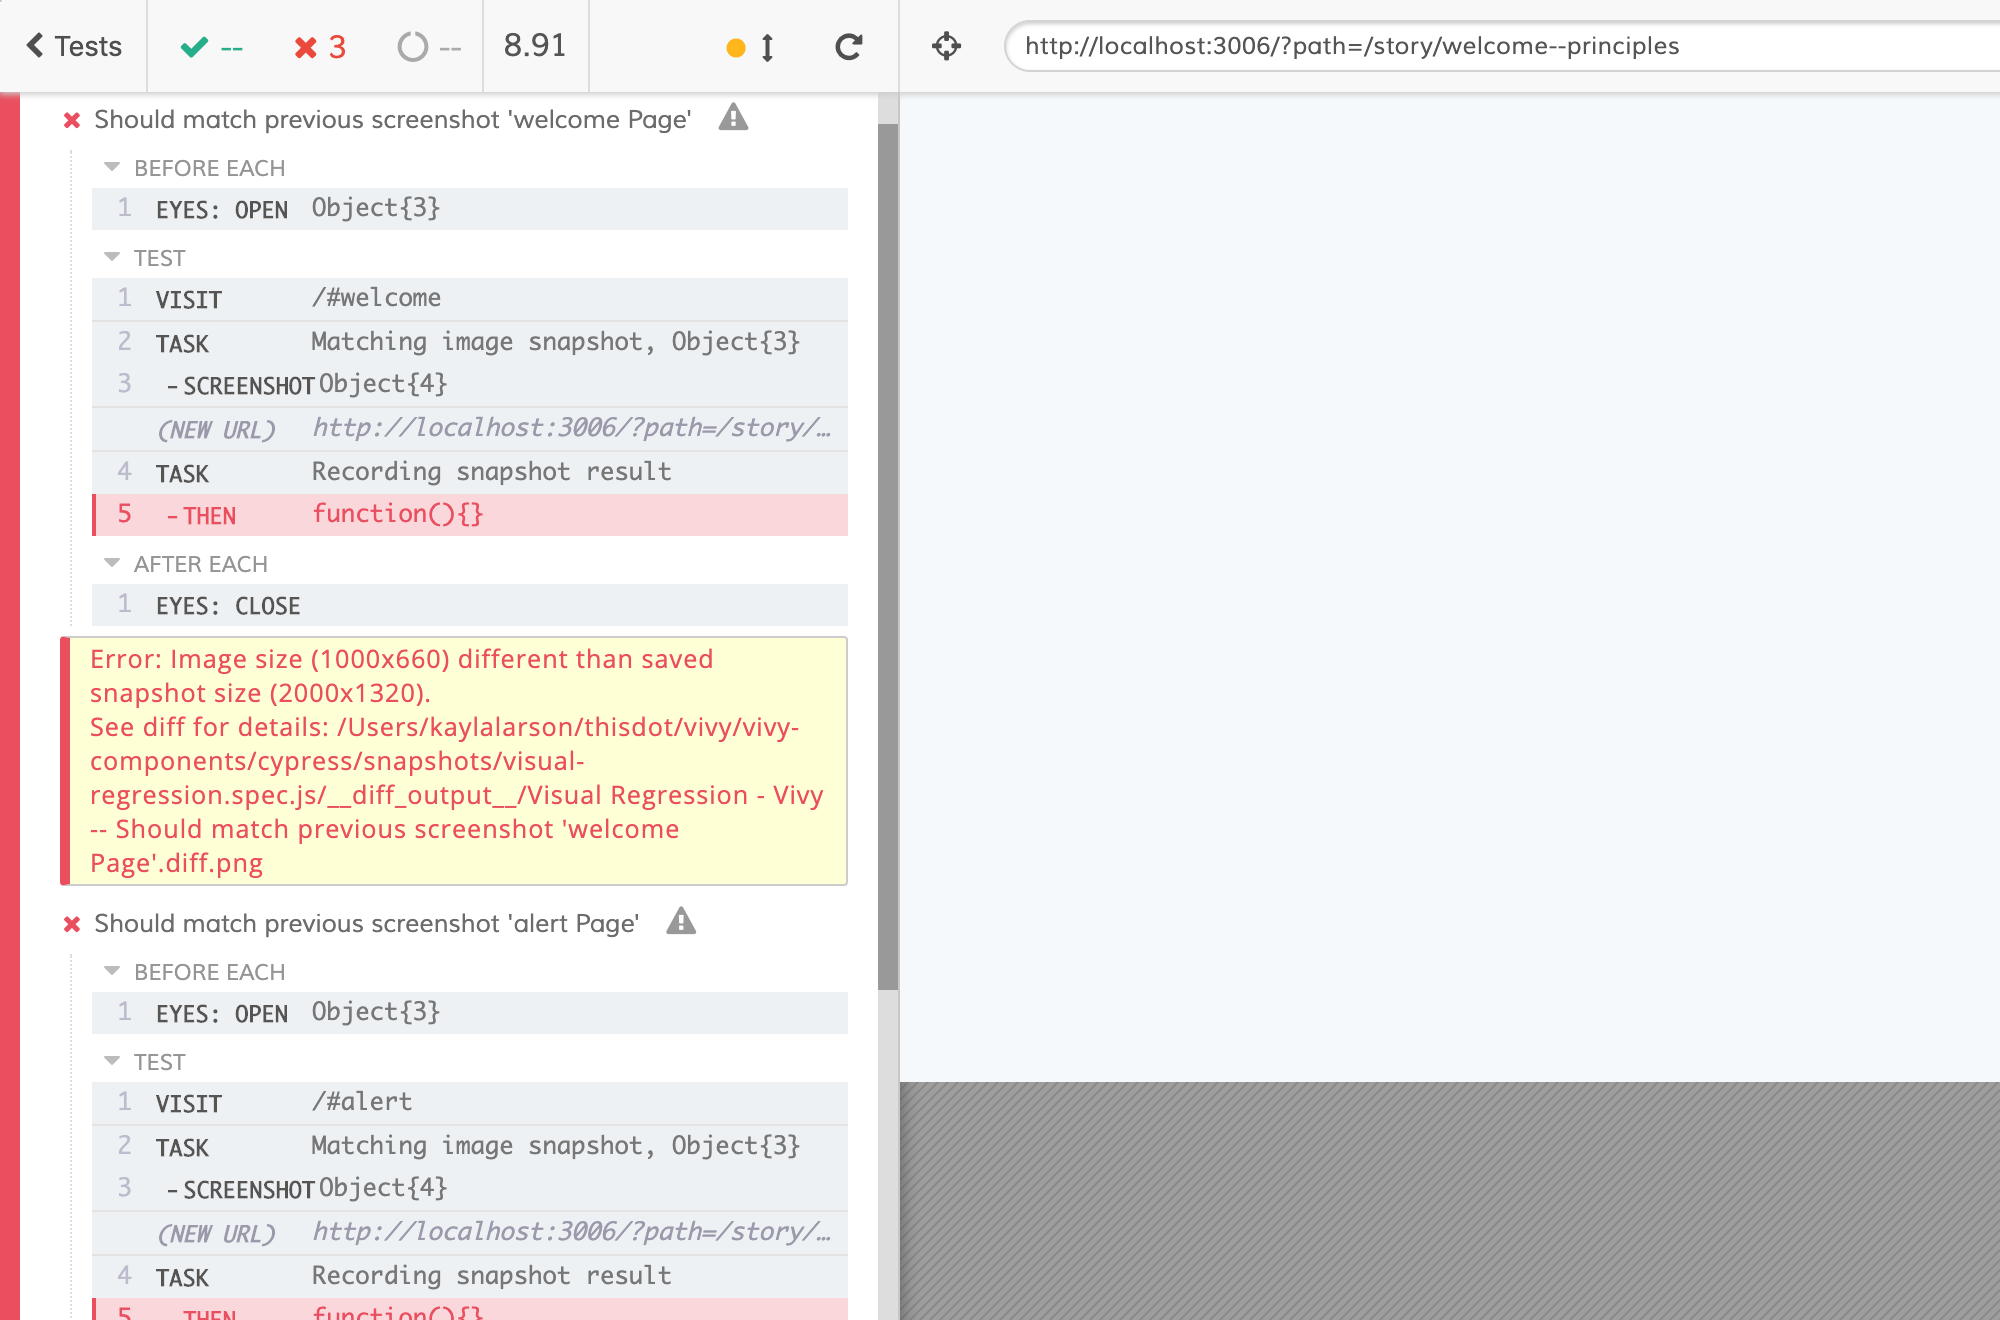 Tests -- 3 -- 8.91 http://localhost:3006/?path=/story/welcome--principles
Should match previous screenshot 'welcome Page'
BEFORE EACH
1 EYES: OPEN Object{3}
TEST
1 VISIT /#welcome
2 TASK Matching image snapshot, Object{3}
3 -SCREENSHOT Object{4}
(NEW URL) http://localhost:3006/?path=/story/…
4 TASK Recording snapshot result
5 -THEN function(){}
AFTER EACH
1 EYES: CLOSE
Error: Image size (1000x660) different than saved
snapshot size (2000x1320).
See diff for details: /Users/kaylalarson/thisdot/vivy/vivy-
components/cypress/snapshots/visual-
regression.spec.js/__diff_output__/Visual Regression - Vivy
-- Should match previous screenshot 'welcome
Page'.diff.png
Should match previous screenshot 'alert Page'
BEFORE EACH
1 EYES: OPEN Object{3}
TEST
1 VISIT /#alert
2 TASK Matching image snapshot, Object{3}
3 -SCREENSHOT Object{4}
(NEW URL) http://localhost:3006/?path=/story/…
4 TASK Recording snapshot result
5 THEN function(){}